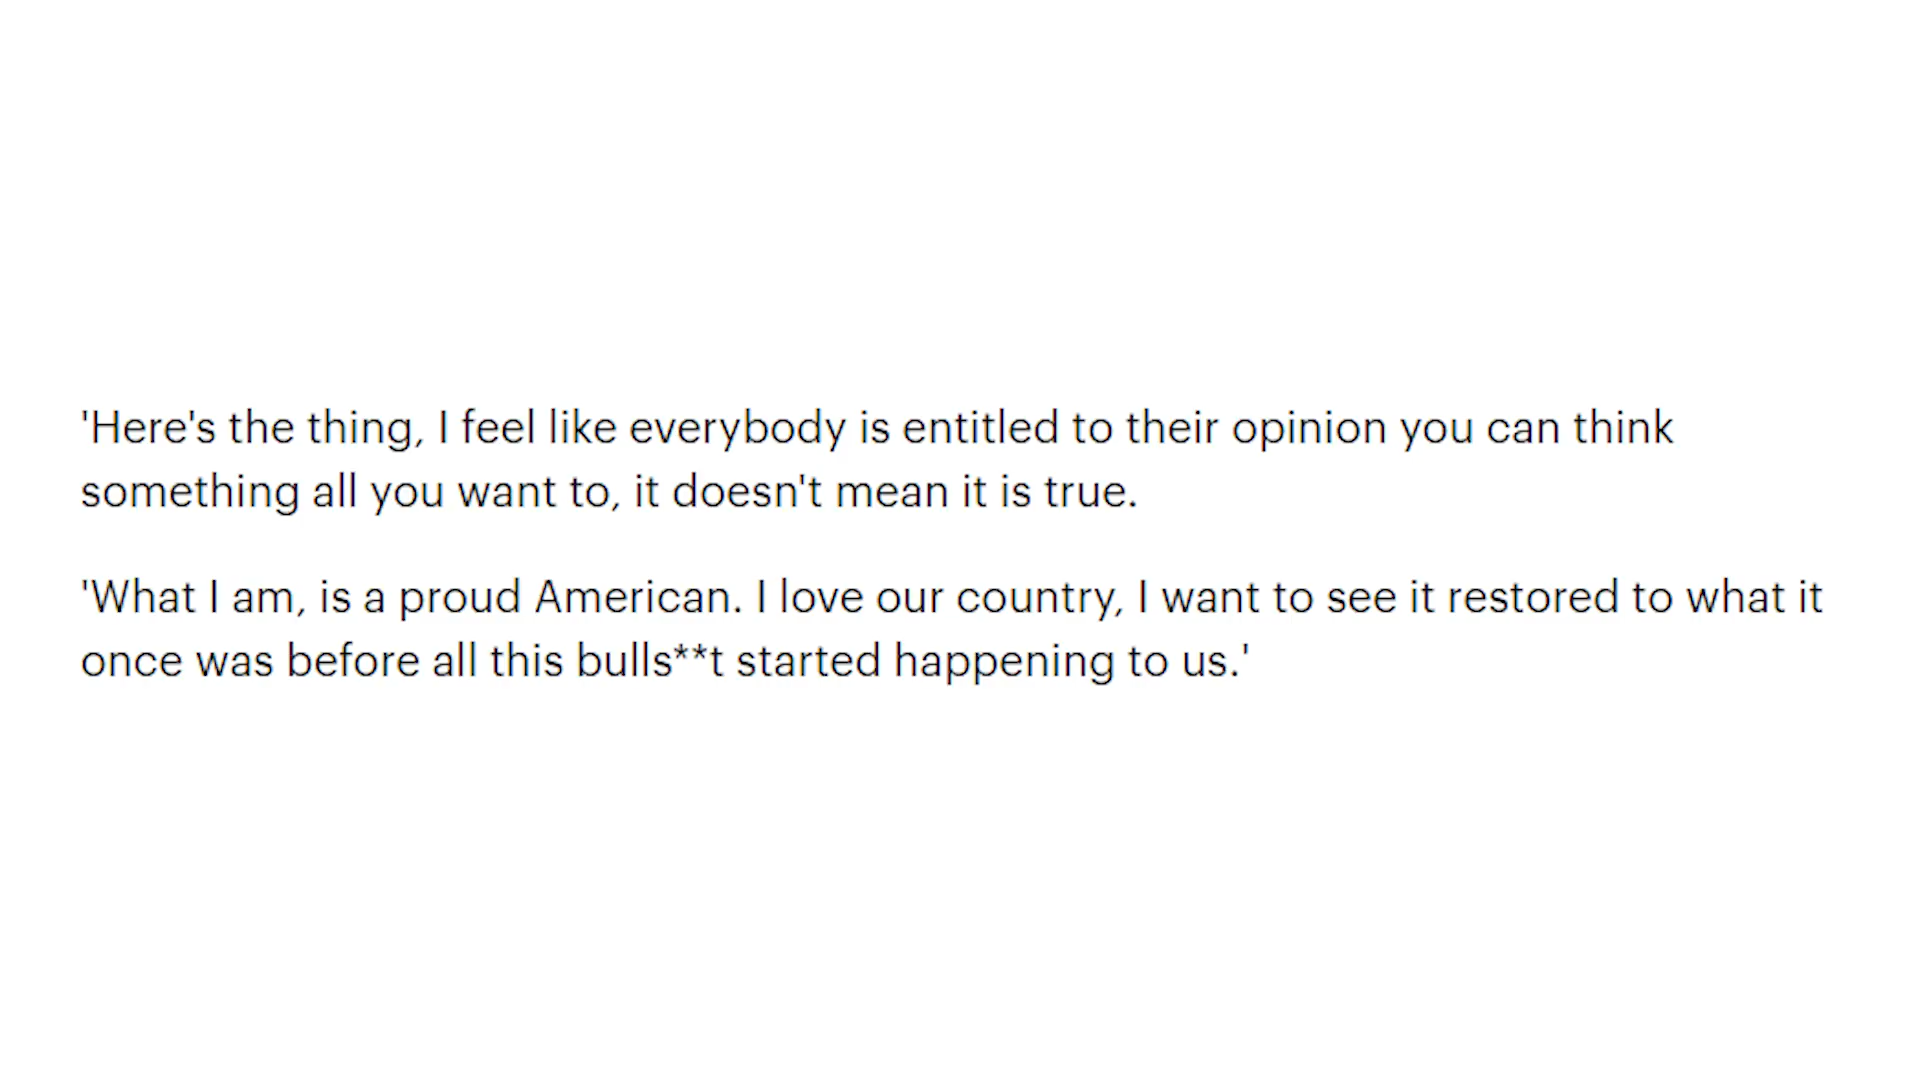 'Here's the thing, I feel like everybody is entitled to their opinion you can think
something all you want to, it doesn't mean it is true.
'What I am, is a proud American. I love our country, I want to see it restored to what it
once was before all this bulls**t started happening to us.'